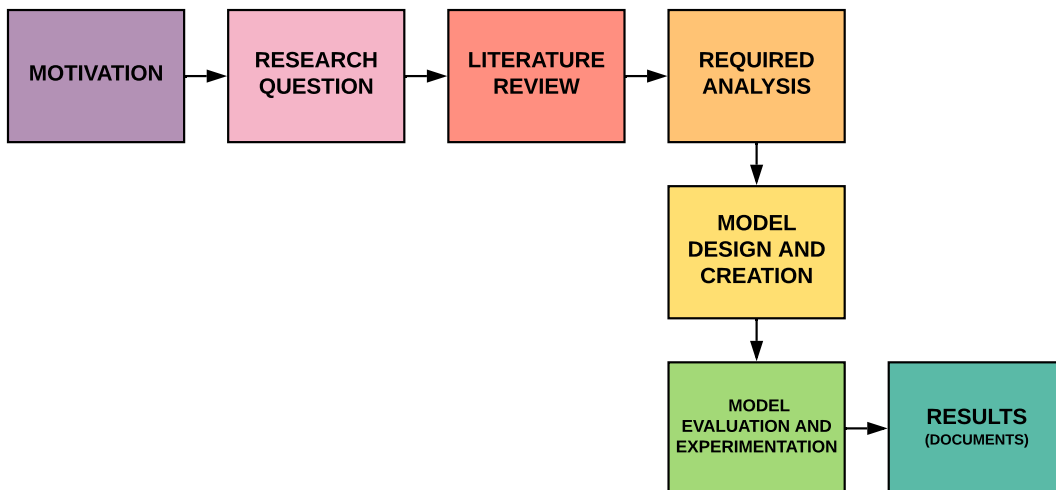 MOTIVATION
RESEARCH
QUESTION
LITERATURE
REVIEW
REQUIRED
ANALYSIS
MODEL
DESIGN AND
CREATION
MODEL
EVALUATION AND
EXPERIMENTATION
RESULTS
(DOCUMENTS)